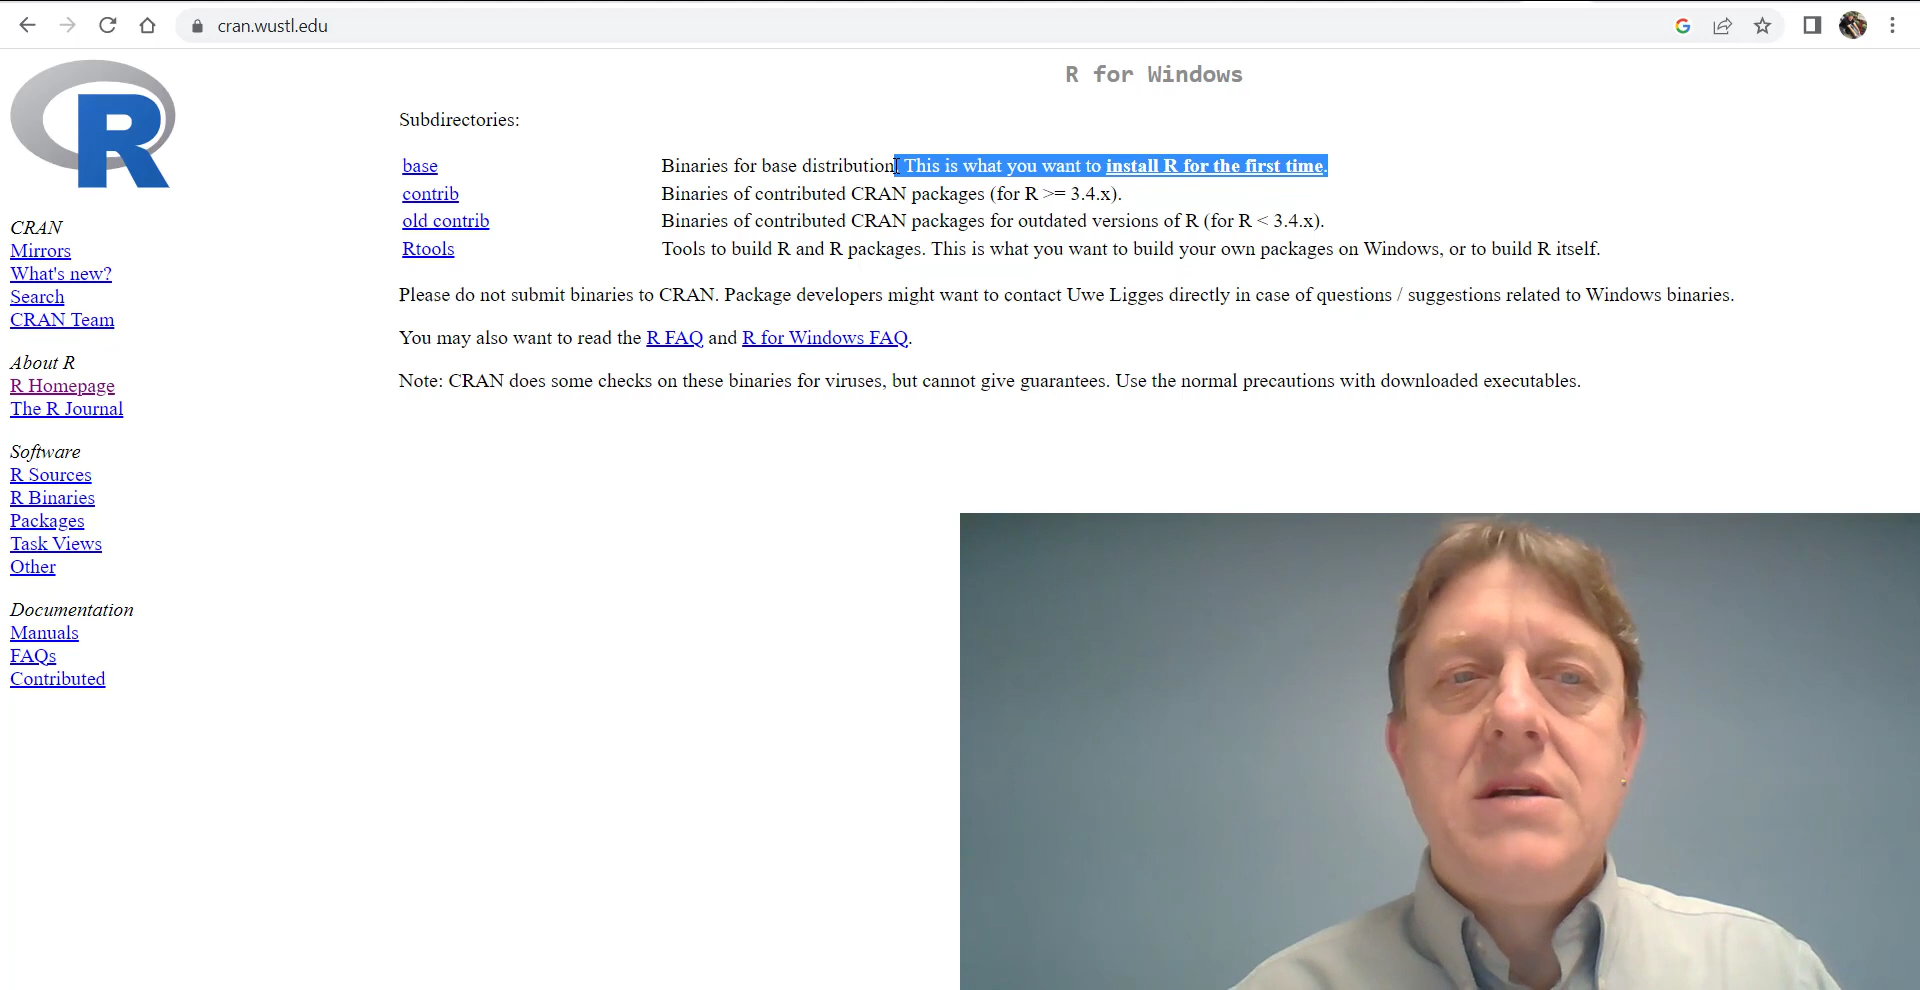 cran.wustl.edu
R
R for Windows
Subdirectories:
base Binaries for base distribution. This is what you want to install R for the first time.
contrib Binaries of contributed CRAN packages (for R >= 3.4.x).
old contrib Binaries of contributed CRAN packages for outdated versions of R (for R < 3.4.x).
Rtools Tools to build R and R packages. This is what you want to build your own packages on Windows, or to build R itself.
Please do not submit binaries to CRAN. Package developers might want to contact Uwe Ligges directly in case of questions / suggestions related to Windows binaries.
You may also want to read the R FAQ and R for Windows FAQ.
Note: CRAN does some checks on these binaries for viruses, but cannot give guarantees. Use the normal precautions with downloaded executables.
CRAN
Mirrors
What's new?
Search
CRAN Team
About R
R Homepage
The R Journal
Software
R Sources
R Binaries
Packages
Task Views
Other
Documentation
Manuals
FAQs
Contributed